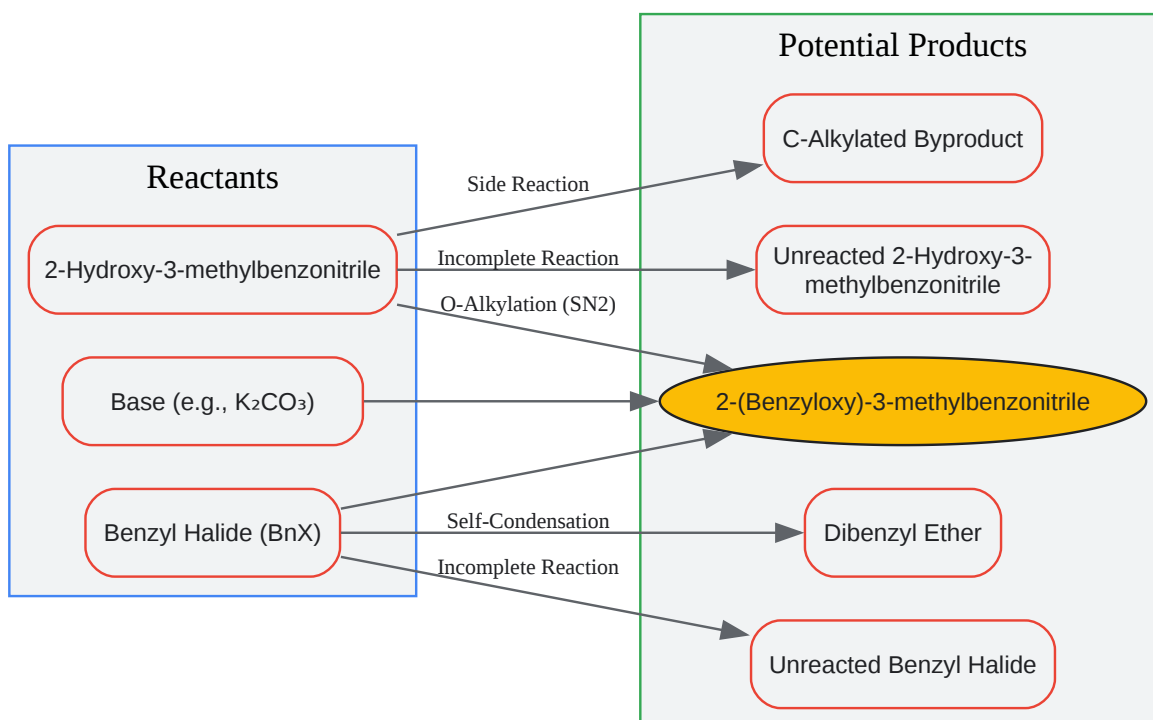 Potential Products
Reactants
C-Alkylated Byproduct
Side Reaction
2-Hydroxy-3-methylbenzonitrile
Incomplete Reaction
Unreacted 2-Hydroxy-3-
methylbenzonitrile
O-Alkylation (SN2)
Base (e.g., K₂CO₃)
2-(Benzyloxy)-3-methylbenzonitrile
Benzyl Halide (BnX)
Self-Condensation
Dibenzyl Ether
Incomplete Reaction
Unreacted Benzyl Halide